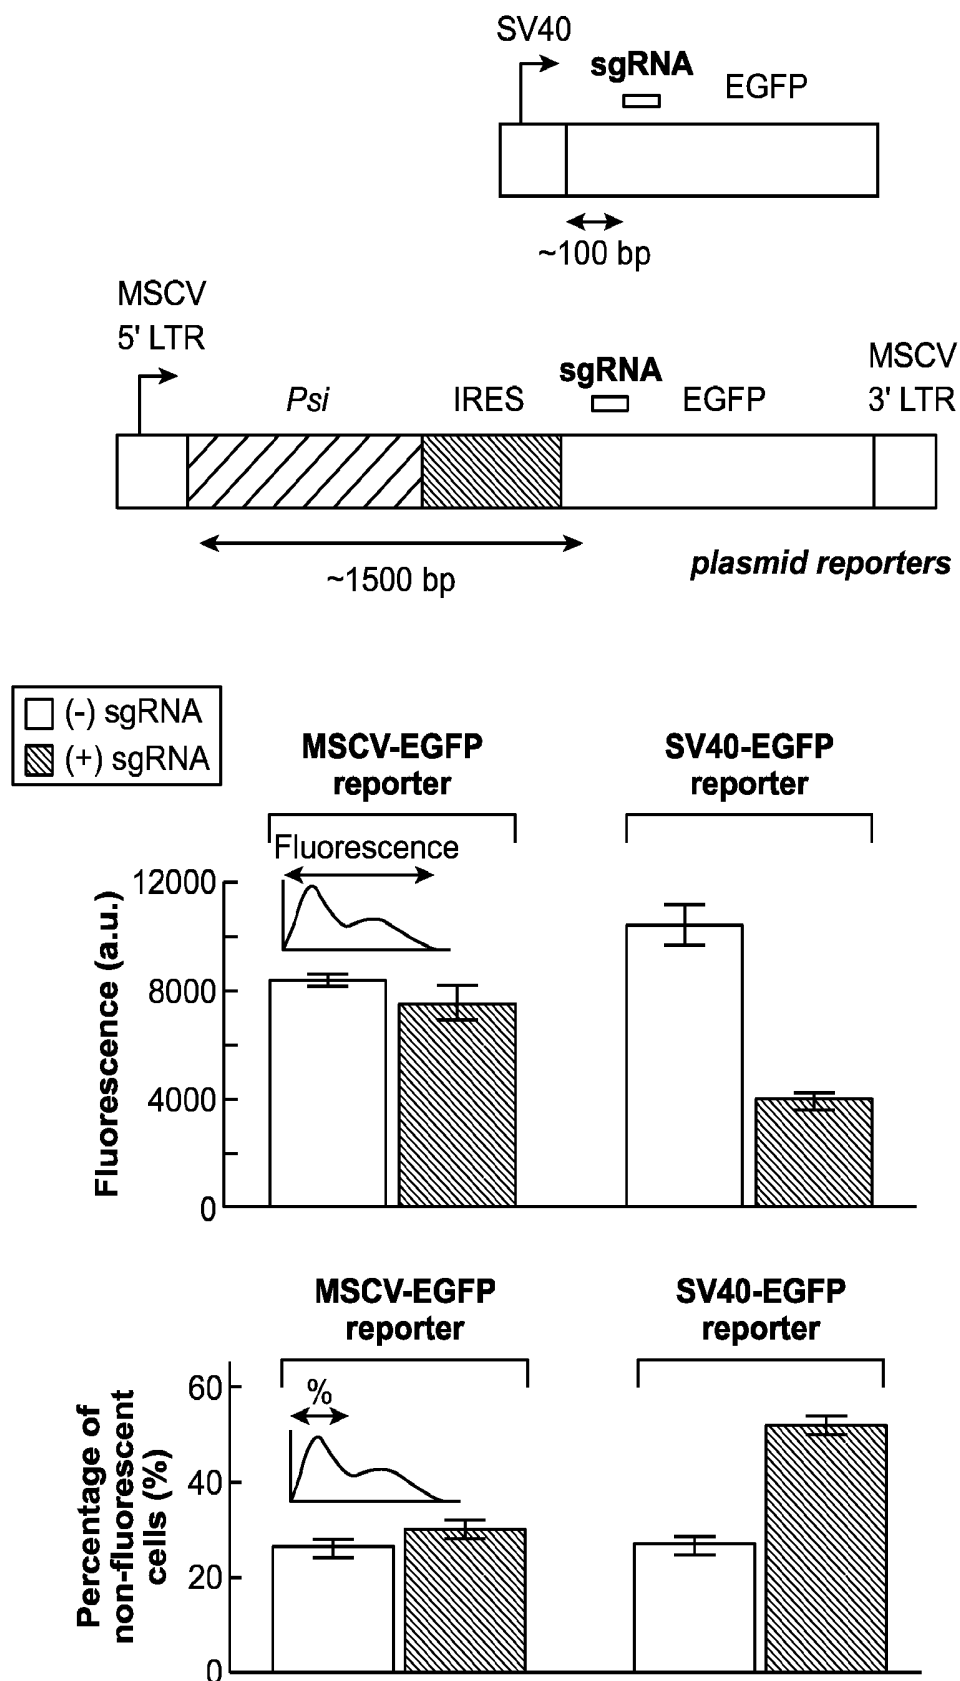 SV40
sgRNA
EGFP
~100 bp
MSCV
5' LTR
Psi
IRES
sgRNA
EGFP
MSCV
3' LTR
~1500 bp
plasmid reporters
(-) sgRNA
(+) sgRNA
MSCV-EGFP
reporter
SV40-EGFP
reporter
Fluorescence
Fluorescence (a.u.)
12000
8000
4000
0
MSCV-EGFP
reporter
SV40-EGFP
reporter
%
Percentage of
non-fluorescent
cells (%)
60
40
20
0